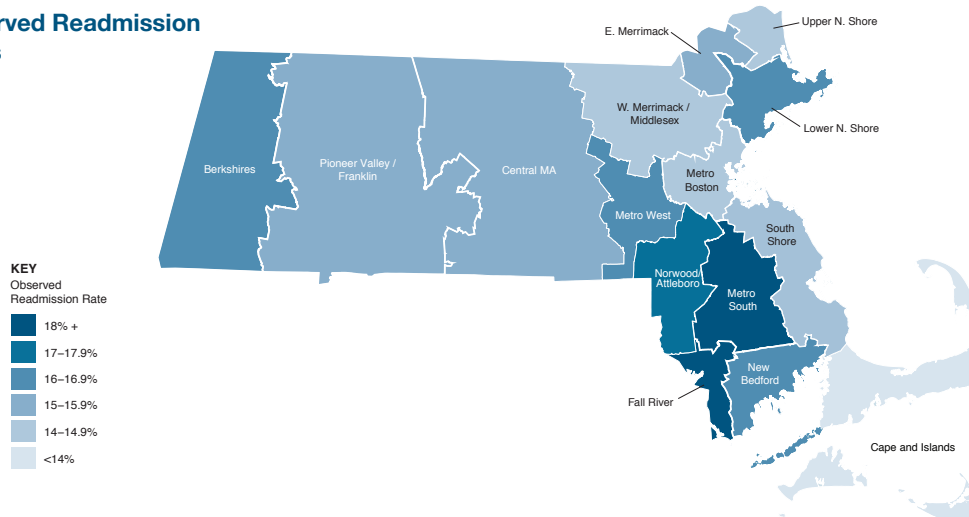 rved Readmission
E. Merrimack
Upper N. Shore
W. Merrimack /
Middlesex
Lower N. Shore
Berkshires
Pioneer Valley /
Franklin
Central MA
Metro
Boston
Metro West
South
Shore
Norwood/
Attleboro
Metro
South
New
Bedford
Fall River
Cape and Islands
KEY
Observed
Readmission Rate
18% +
17–17.9%
16–16.9%
15–15.9%
14–14.9%
<14%